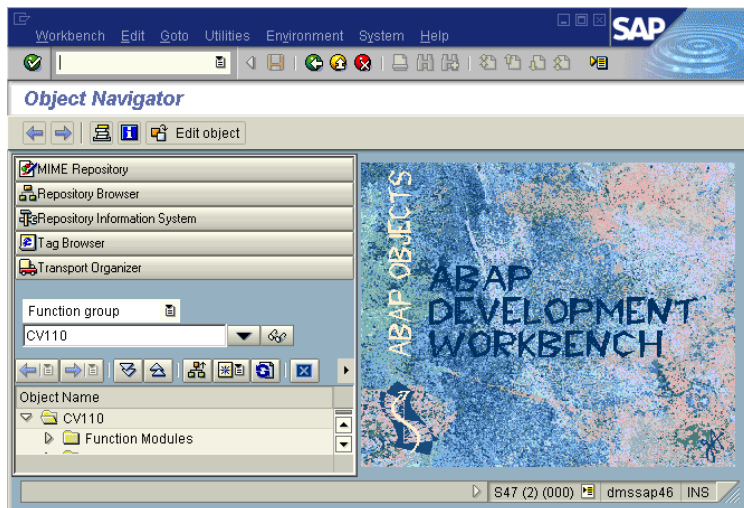 Workbench Edit Goto Utilities Environment System Help
SAP
Object Navigator
Edit object
MIME Repository
Repository Browser
Repository Information System
Tag Browser
Transport Organizer
Function group
CV110
Object Name
CV110
Function Modules
ABAP OBJECTS
ABAP
DEVELOPMENT
WORKBENCH
S47 (2) (000) dmssap46 INS